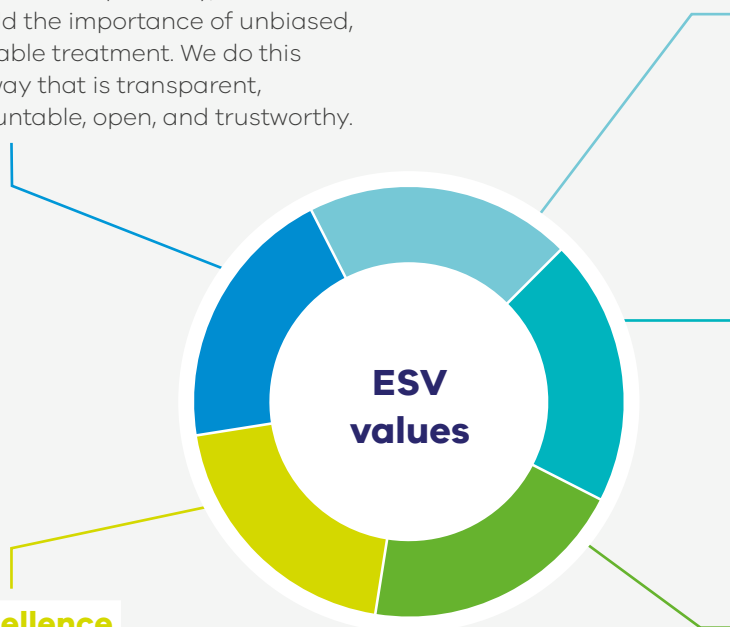 d the importance of unbiased,
able treatment. We do this
vay that is transparent,
untable, open, and trustworthy.
ESV
values
ellence